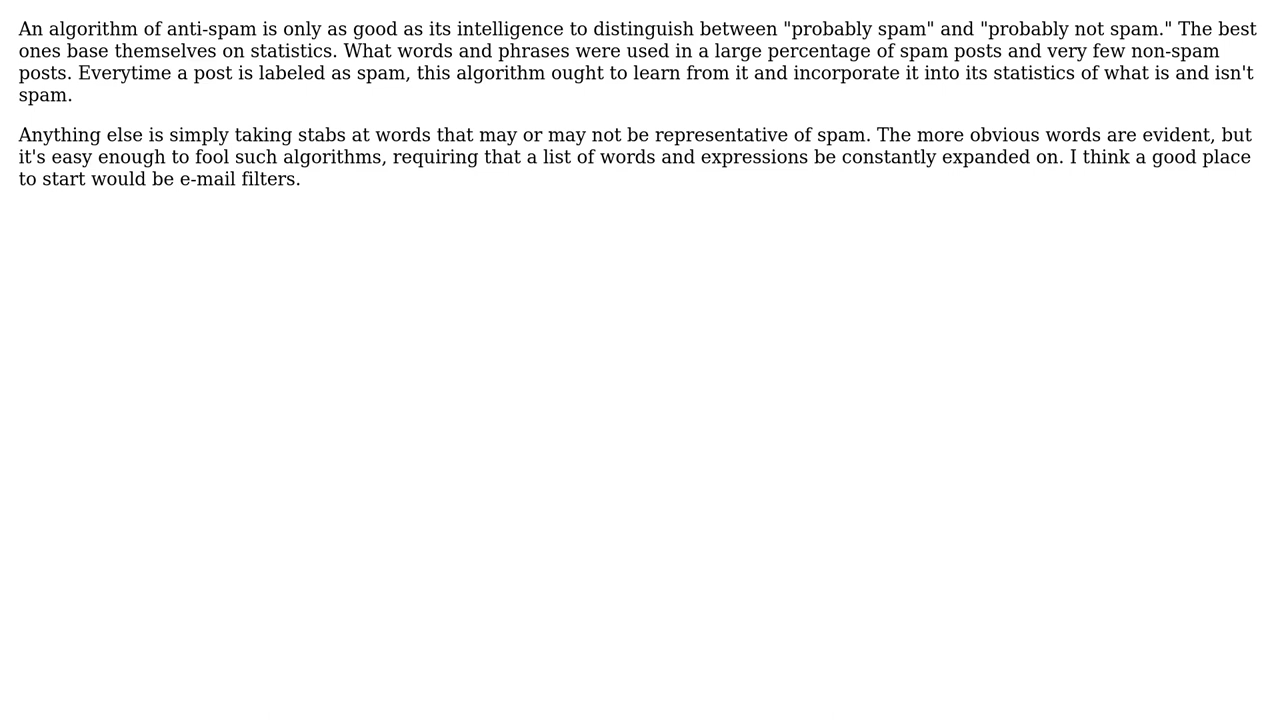 An algorithm of anti-spam is only as good as its intelligence to distinguish between "probably spam" and "probably not spam." The best
ones base themselves on statistics. What words and phrases were used in a large percentage of spam posts and very few non-spam
posts. Everytime a post is labeled as spam, this algorithm ought to learn from it and incorporate it into its statistics of what is and isn't
spam.
Anything else is simply taking stabs at words that may or may not be representative of spam. The more obvious words are evident, but
it's easy enough to fool such algorithms, requiring that a list of words and expressions be constantly expanded on. I think a good place
to start would be e-mail filters.